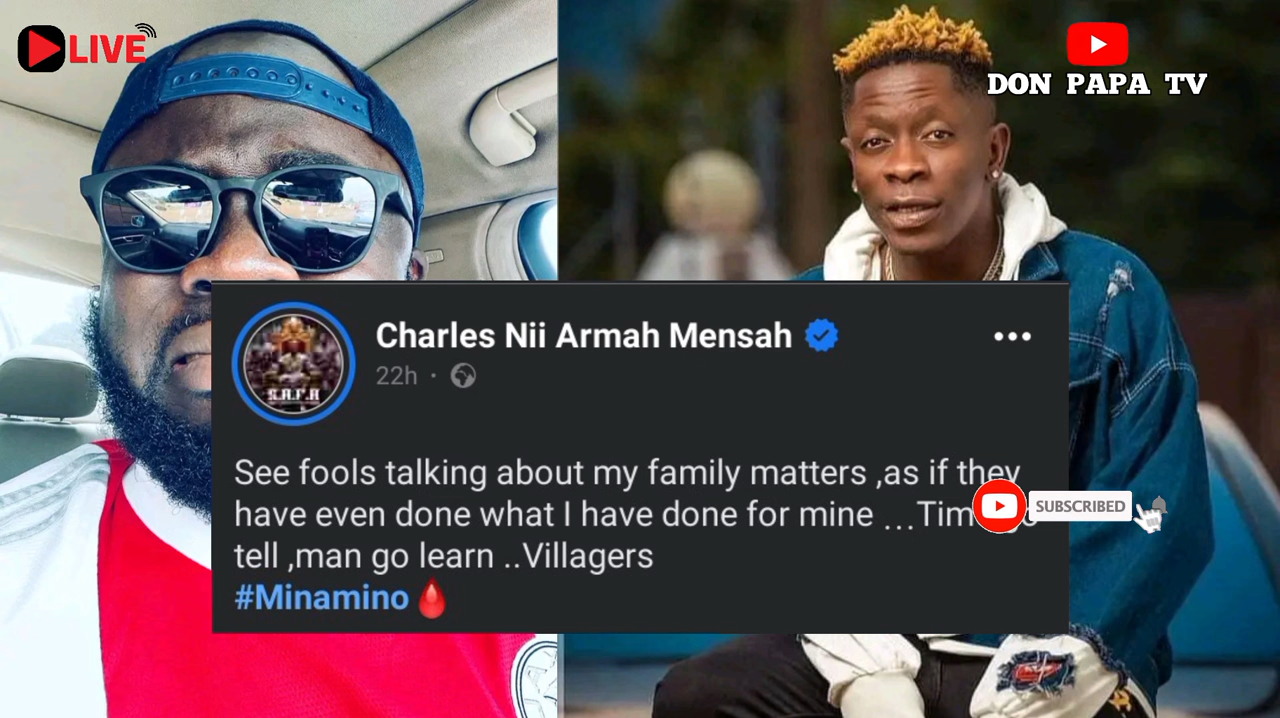 LIVE
DON PAPA TV
Charles Nii Armah Mensah
22h ·
S.A.F.A
See fools talking about my family matters ,as if they
have even done what I have done for mine ...
SUBSCRIBED
tell ,man go learn ..Villagers
#Minamino